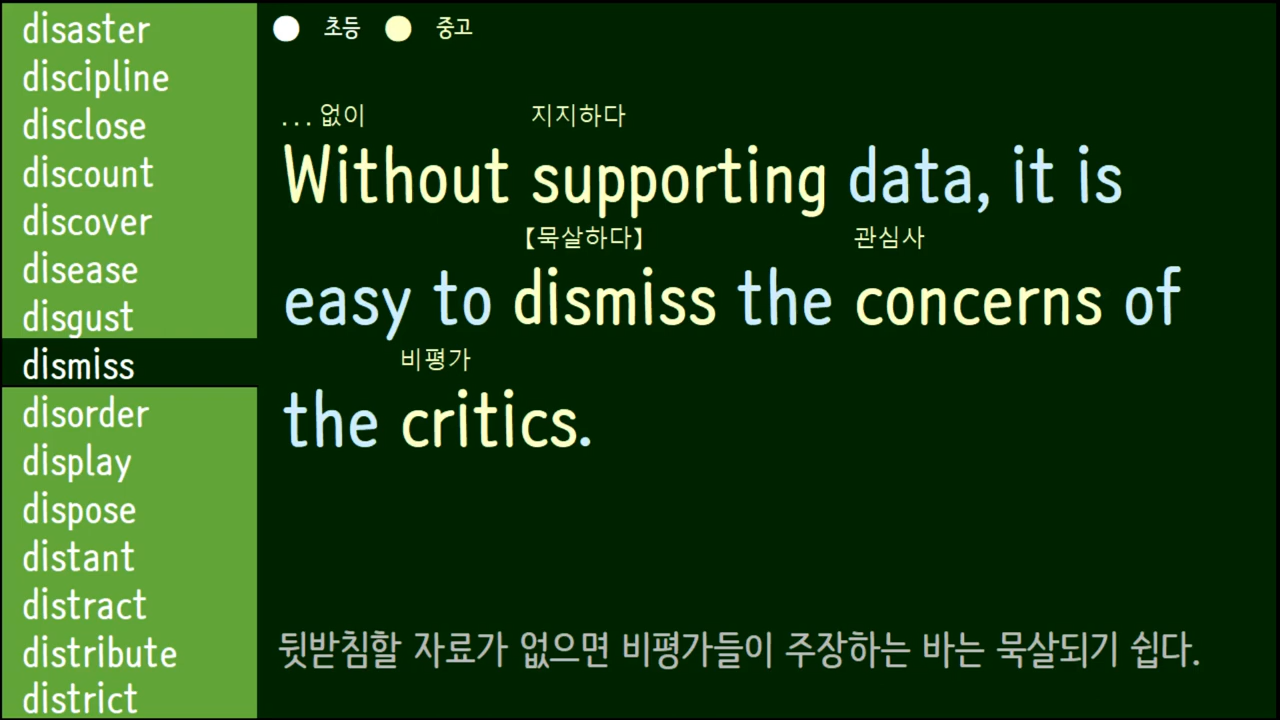 disaster
discipline
disclose
discount
discover
disease
disgust
dismiss
disorder
display
dispose
distant
distract
distribute
district
초등 중고
...없이 지지하다
Without supporting data, it is
【묵살하다】 관심사
easy to dismiss the concerns of
비평가
the critics.
뒷받침할 자료가 없으면 비평가들이 주장하는 바는 묵살되기 쉽다.